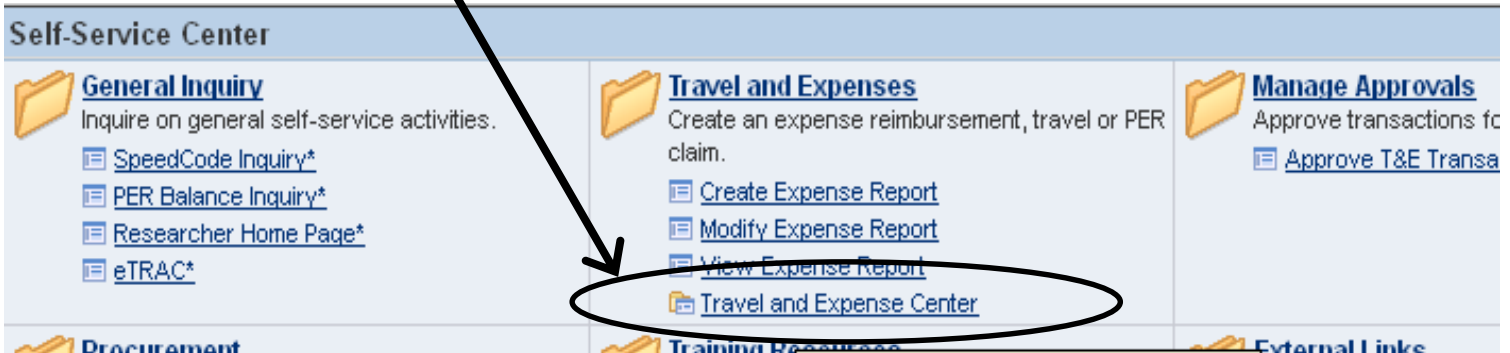 Self-Service Center
General Inquiry
Inquire on general self-service activities.
SpeedCode Inquiry*
PER Balance Inquiry*
Researcher Home Page*
eTRAC*
Travel and Expenses
Create an expense reimbursement, travel or PER
claim.
Create Expense Report
Modify Expense Report
View Expense Report
Travel and Expense Center
Manage Approvals
Approve transactions fo
Approve T&E Transa
Procurement
Training Resources
External Links